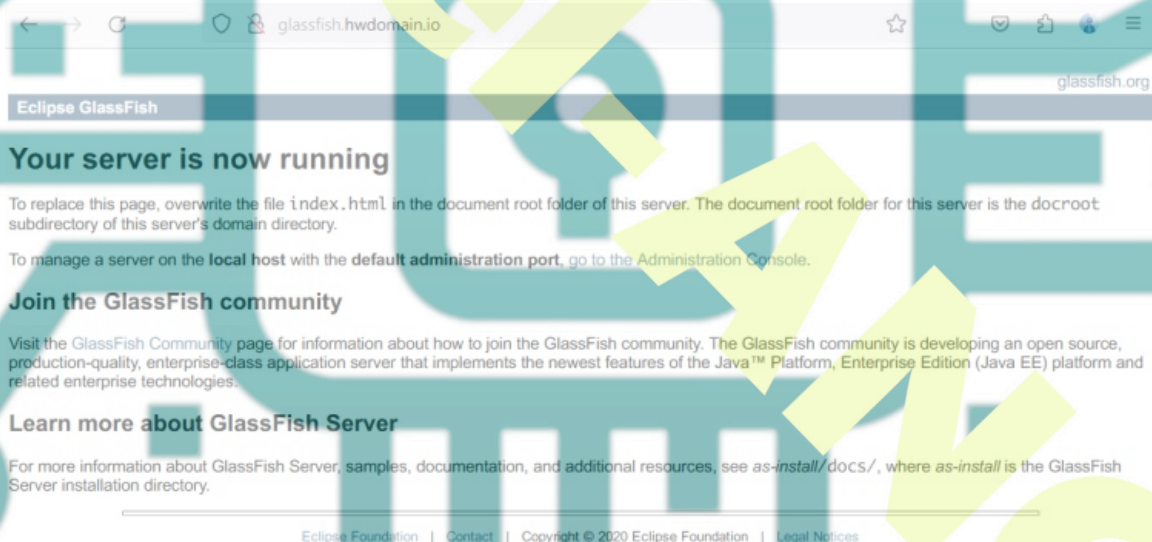 glassfish.hwdomain.io
glassfish.org
Eclipse GlassFish
Your server is now running
To replace this page, overwrite the file index.html in the document root folder of this server. The document root folder for this server is the docroot
subdirectory of this server's domain directory.
To manage a server on the local host with the default administration port, go to the Administration Console.
Join the GlassFish community
Visit the GlassFish Community page for information about how to join the GlassFish community. The GlassFish community is developing an open source,
production-quality, enterprise-class application server that implements the newest features of the Java™ Platform, Enterprise Edition (Java EE) platform and
related enterprise technologies.
Learn more about GlassFish Server
For more information about GlassFish Server, samples, documentation, and additional resources, see as-install/docs/, where as-install is the GlassFish
Server installation directory.
Eclipse Foundation | Contact | Copyright © 2020 Eclipse Foundation | Legal Notices